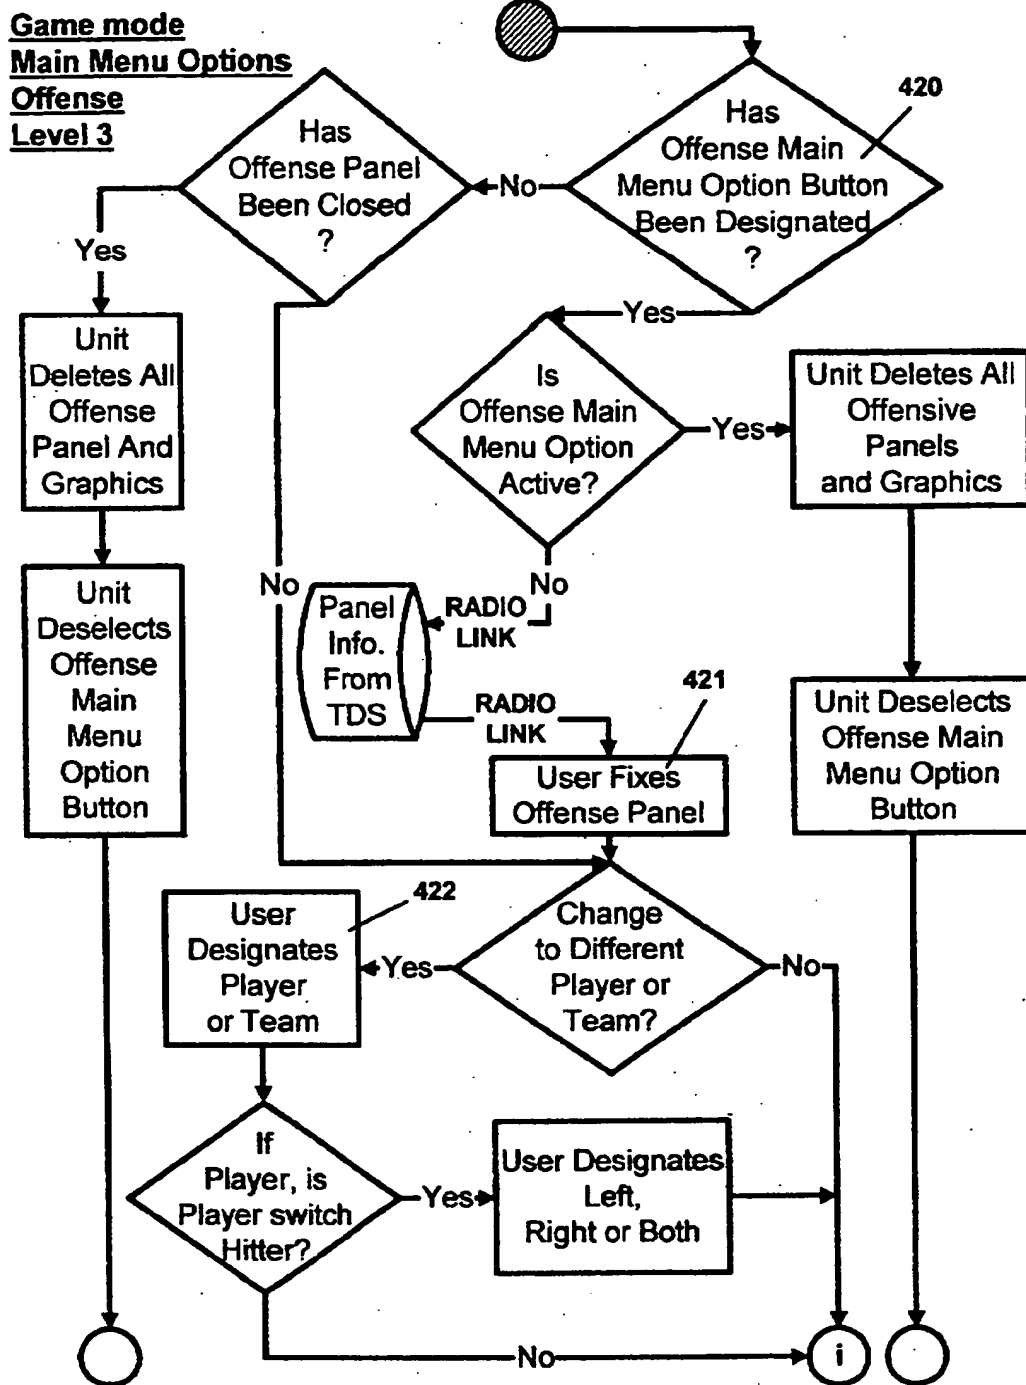 Game mode
Main Menu Options
Offense
Level 3
420
Has
Offense Main
Menu Option Button
Been Designated
?
No
Has
Offense Panel
Been Closed
?
Yes
Yes
Unit
Deletes All
Offense
Panel And
Graphics
Is
Offense Main
Menu Option
Active?
Yes
Unit Deletes All
Offensive
Panels
and Graphics
No
No
Unit
Deselects
Offense
Main
Menu
Option
Button
Panel
Info.
From
TDS
RADIO
LINK
RADIO
LINK
421
User Fixes
Offense Panel
Unit Deselects
Offense Main
Menu Option
Button
422
User
Designates
Player
or Team
Yes
Change
to Different
Player or
Team?
No
If
Player, is
Player switch
Hitter?
Yes
User Designates
Left,
Right or Both
No
i